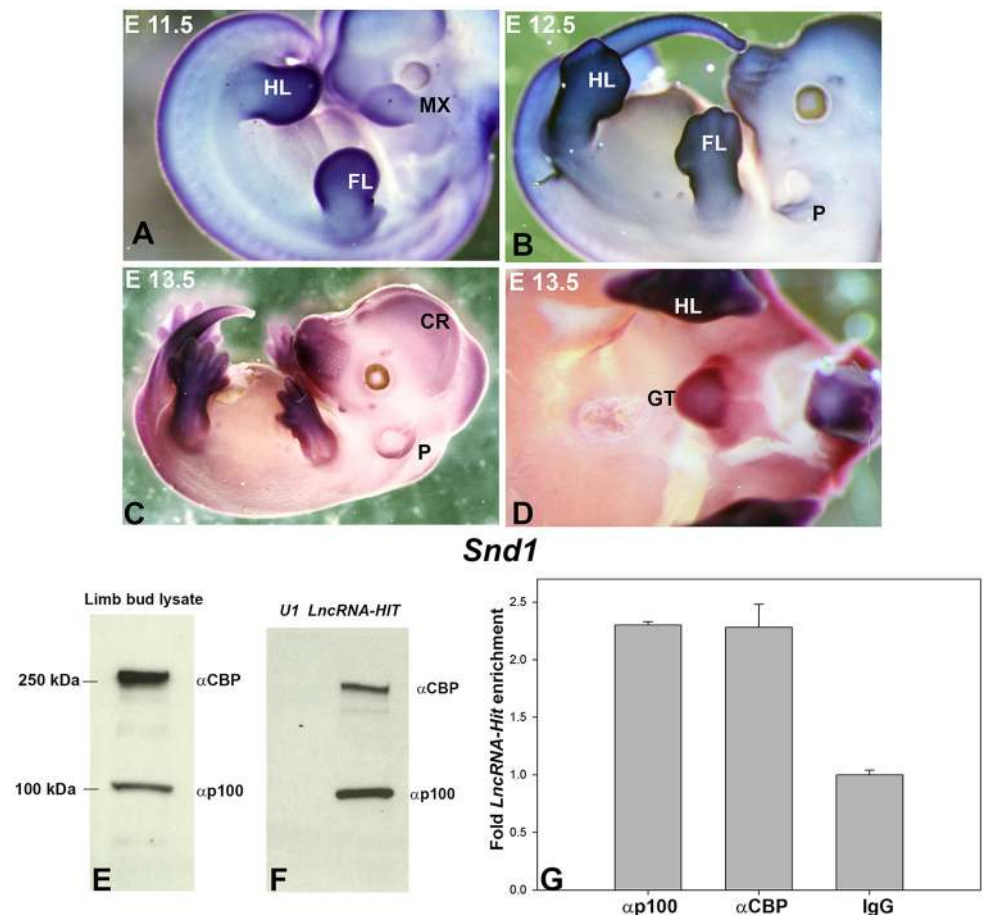 E 11.5
HL
MX
FL
A
E 12.5
HL
FL
P
B
E 13.5
CR
P
C
E 13.5
HL
GT
D
Snd1
Limb bud lysate
250 kDa
αCBP
100 kDa
αp100
E
U1 LncRNA-HIT
αCBP
αp100
F
Fold LncRNA-Hit enrichment
2.5
2.0
1.5
1.0
0.5
0.0
G
αp100 αCBP IgG